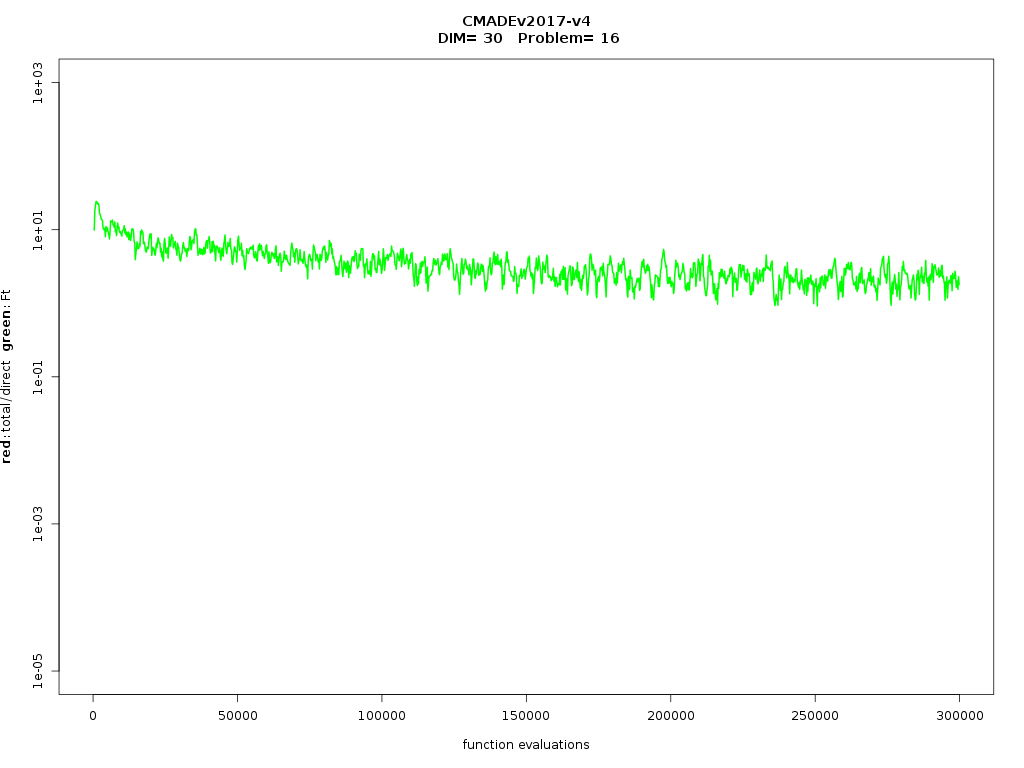 CMADEv2017-v4
DIM= 30 Problem= 16
1e+03
1e+01
1e-01
1e-03
1e-05
red:total/direct green:Ft
0 50000 100000 150000 200000 250000 300000
function evaluations